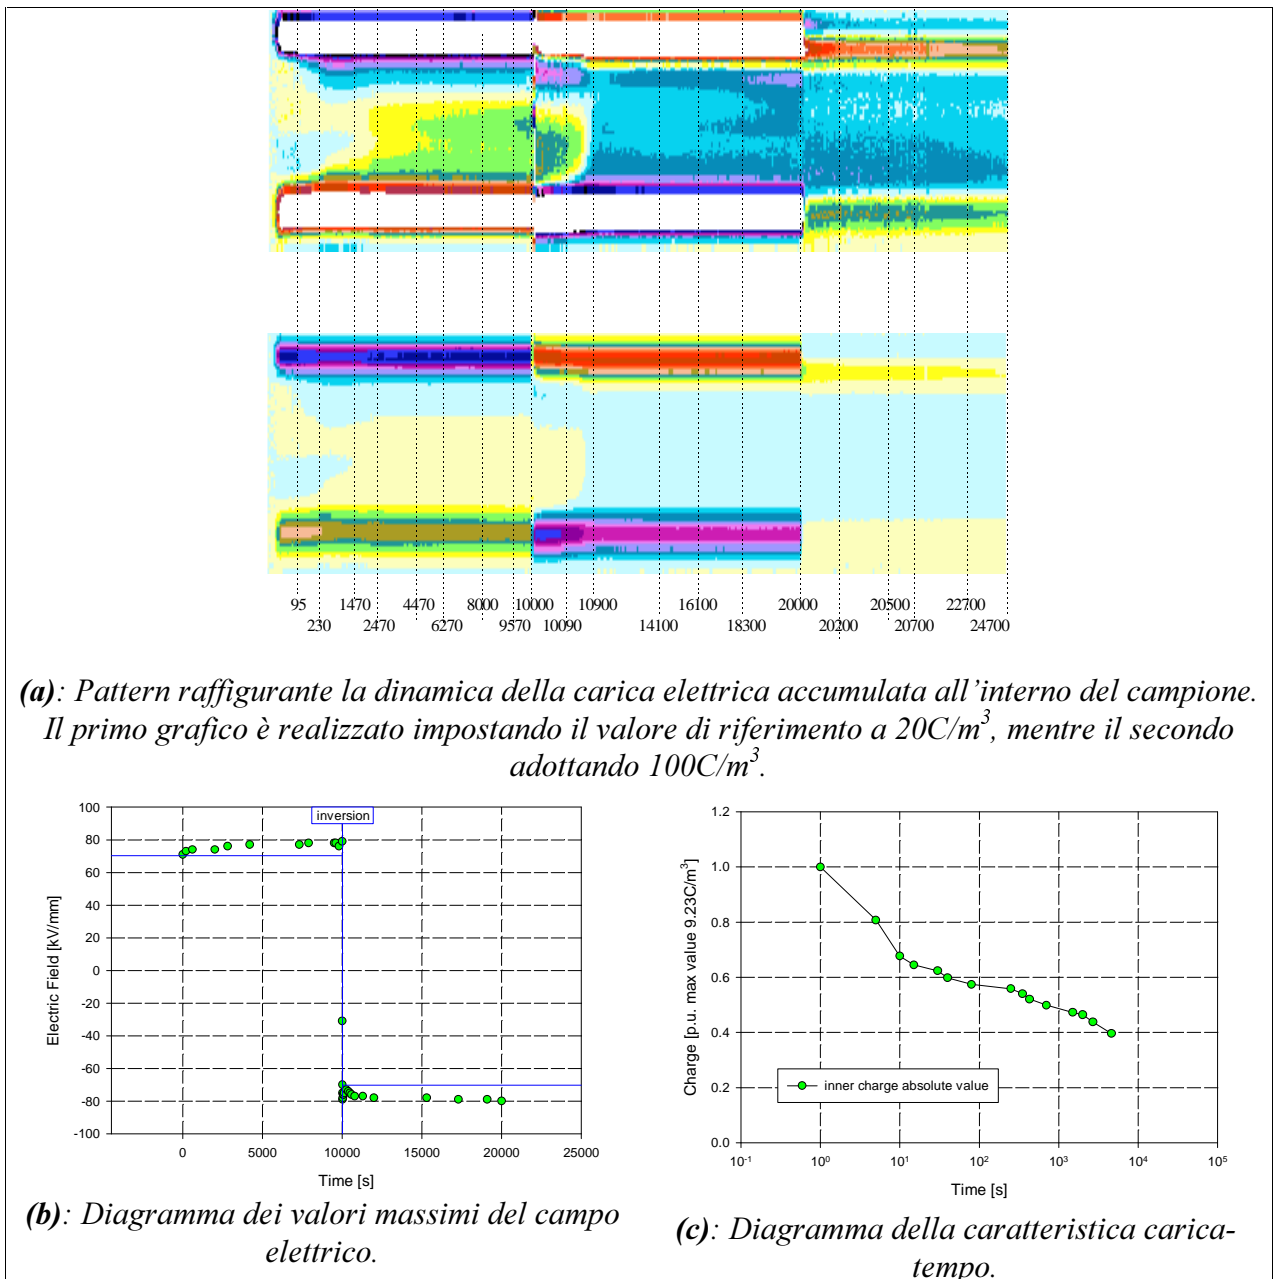 95 1470 4470 8000 10000 10900 16100 20000 20500 22700
230 2470 6270 9570 10090 14100 18300 20200 20700 24700
(a): Pattern raffigurante la dinamica della carica elettrica accumulata all'interno del campione.
Il primo grafico è realizzato impostando il valore di riferimento a 20C/m³, mentre il secondo
adottando 100C/m³.
100
80
60
40
20
0
-20
-40
-60
-80
-100
Electric Field [kV/mm]
inversion
0 5000 10000 15000 20000 25000
Time [s]
(b): Diagramma dei valori massimi del campo
elettrico.
1.2
1.0
0.8
0.6
0.4
0.2
0.0
Charge [p.u. max value 9.23C/m³]
inner charge absolute value
10⁻¹ 10⁰ 10¹ 10² 10³ 10⁴ 10⁵
Time [s]
(c): Diagramma della caratteristica carica-
tempo.